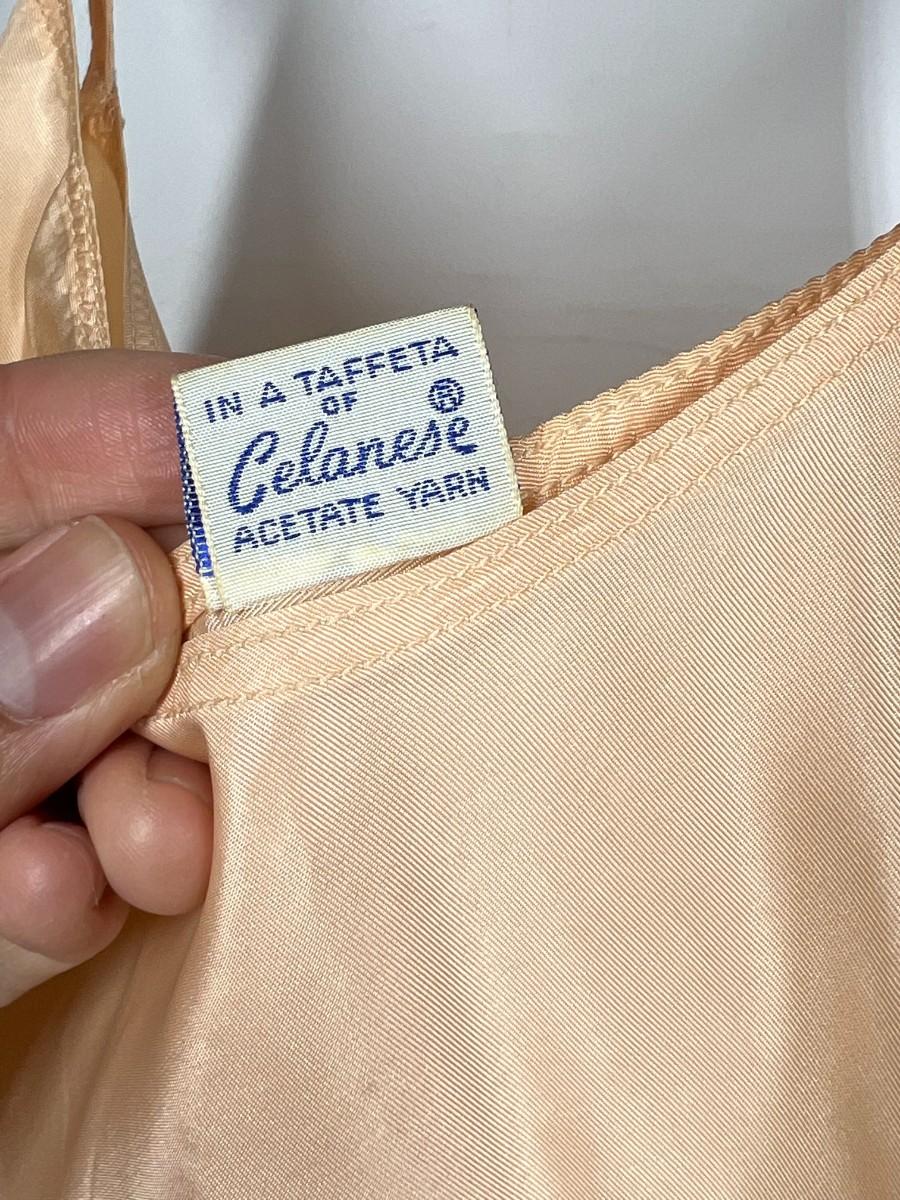 IN A TAFFETA
OF ®
Celanese
ACETATE YARN